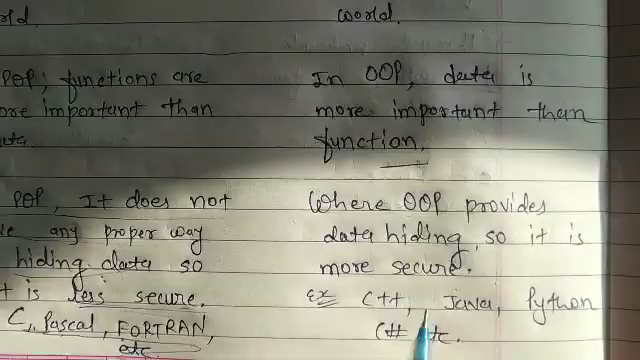 world.
POP; functions are
important than
POP, It does not
any proper way
hiding data so
it is less secure.
C, Pascal, FORTRAN,
etc.
In OOP, data is
more important than
function.
Where OOP provides
data hiding so it is
more secure.
Ex C++, Java, Python
C# etc.